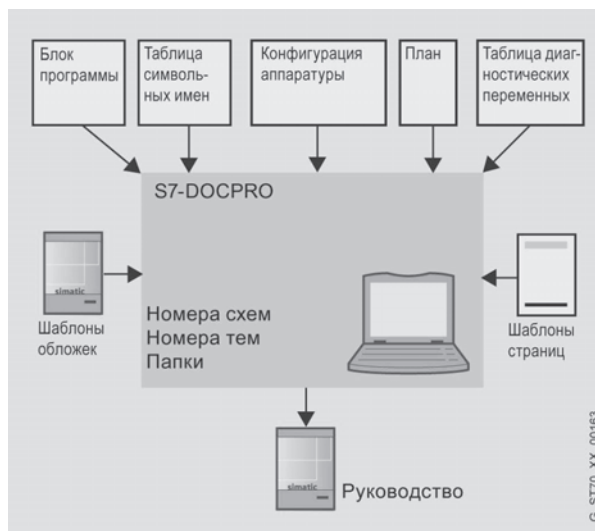 Блок
программы
Таблица
символь-
ных имен
Конфигурация
аппаратуры
План
Таблица диаг-
ностических
переменных
S7-DOCPRO
simatic
Шаблоны
обложек
Номера схем
Номера тем
Папки
Шаблоны
страниц
simatic
Руководство
G_ST70_XX_00163